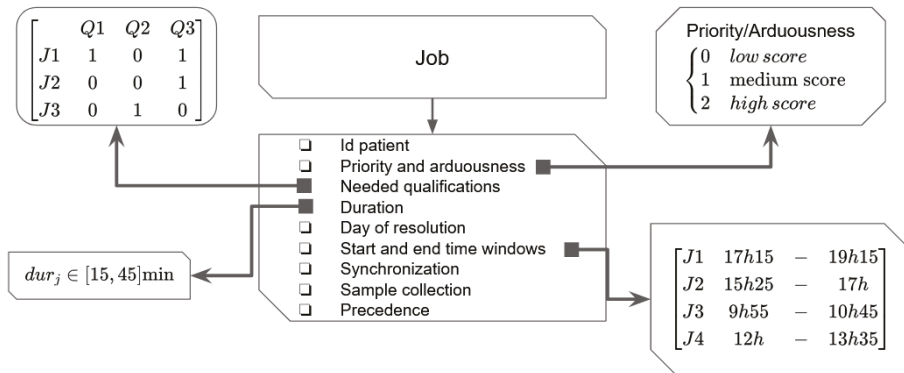 Q1 Q2 Q3
J1 1 0 1
J2 0 0 1
J3 0 1 0
Job
Priority/Arduousness
0 low score
1 medium score
2 high score
Id patient
Priority and arduousness
Needed qualifications
Duration
Day of resolution
Start and end time windows
Synchronization
Sample collection
Precedence
dur_j ∈ [15, 45]min
J1 17h15 − 19h15
J2 15h25 − 17h
J3 9h55 − 10h45
J4 12h − 13h35